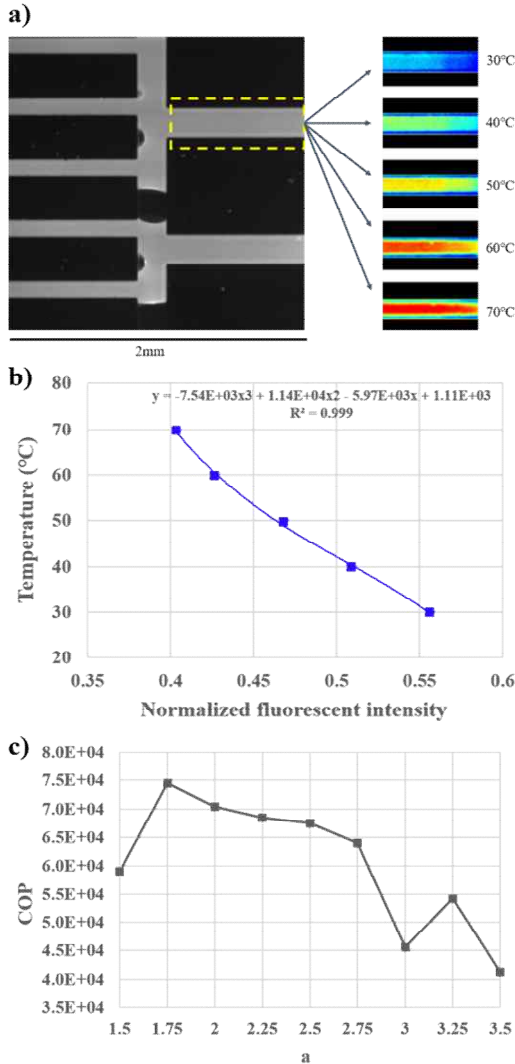 a)
30℃
40℃
50℃
60℃
70℃
2mm
b)
y = -7.54E+03x3 + 1.14E+04x2 - 5.97E+03x + 1.11E+03
R² = 0.999
80
70
60
50
40
30
20
Temperature (℃)
0.35 0.4 0.45 0.5 0.55 0.6
Normalized fluorescent intensity
c)
8.0E+04
7.5E+04
7.0E+04
6.5E+04
6.0E+04
5.5E+04
5.0E+04
4.5E+04
4.0E+04
3.5E+04
COP
1.5 1.75 2 2.25 2.5 2.75 3 3.25 3.5
a